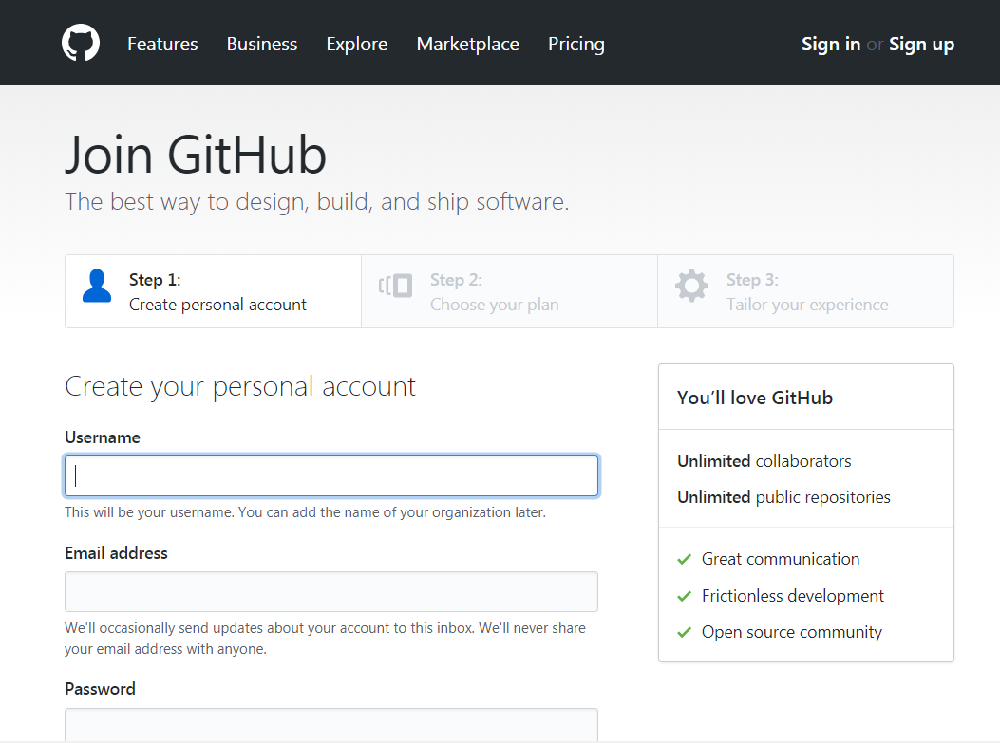 Features Business Explore Marketplace Pricing Sign in or Sign up
Join GitHub
The best way to design, build, and ship software.
Step 1:
Create personal account
Step 2:
Choose your plan
Step 3:
Tailor your experience
Create your personal account
Username
This will be your username. You can add the name of your organization later.
Email address
We'll occasionally send updates about your account to this inbox. We'll never share
your email address with anyone.
Password
You’ll love GitHub
Unlimited collaborators
Unlimited public repositories
Great communication
Frictionless development
Open source community